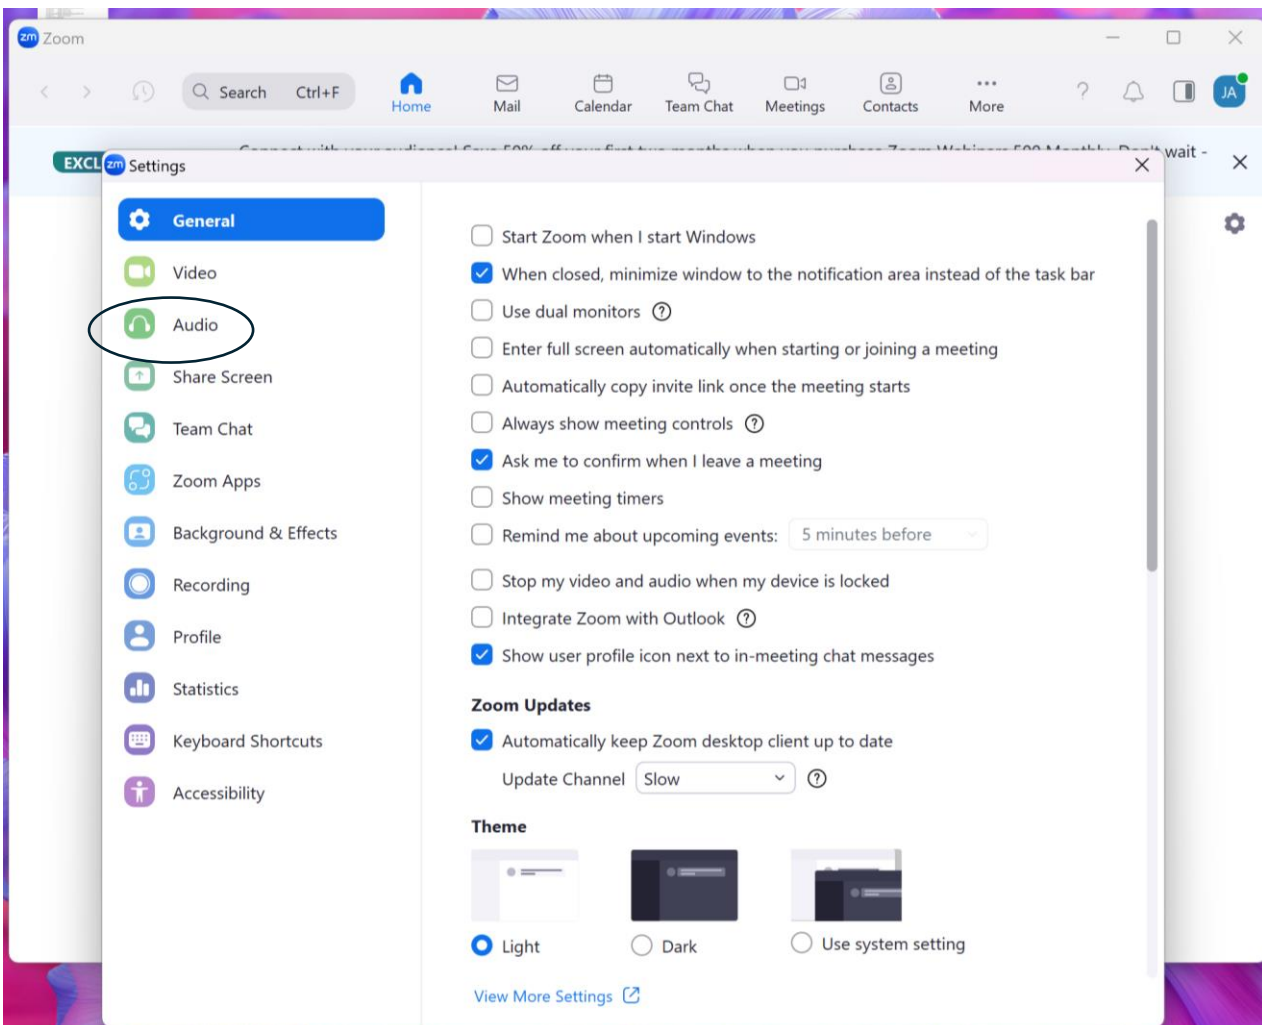 zm Zoom
Search Ctrl+F
Home Mail Calendar Team Chat Meetings Contacts More
? JA
EXCL
wait -
zm Settings
General
Video
Audio
Share Screen
Team Chat
Zoom Apps
Background & Effects
Recording
Profile
Statistics
Keyboard Shortcuts
Accessibility
Start Zoom when I start Windows
When closed, minimize window to the notification area instead of the task bar
Use dual monitors ?
Enter full screen automatically when starting or joining a meeting
Automatically copy invite link once the meeting starts
Always show meeting controls ?
Ask me to confirm when I leave a meeting
Show meeting timers
Remind me about upcoming events: 5 minutes before
Stop my video and audio when my device is locked
Integrate Zoom with Outlook ?
Show user profile icon next to in-meeting chat messages
Zoom Updates
Automatically keep Zoom desktop client up to date
Update Channel Slow ?
Theme
Light Dark Use system setting
View More Settings